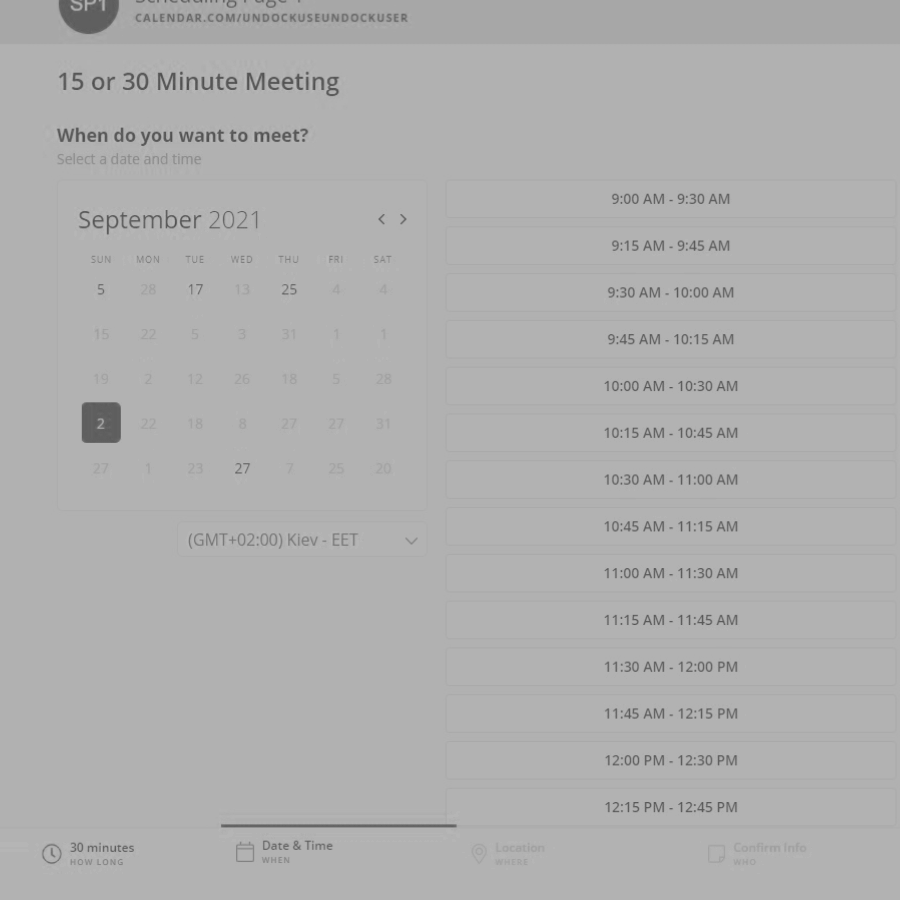 SP1
Scheduling Page 1
CALENDAR.COM/UNDOCKUSEUNDOCKUSER
15 or 30 Minute Meeting
When do you want to meet?
Select a date and time
September 2021
SUN MON TUE WED THU FRI SAT
5 28 17 13 25 4 4
15 22 5 3 31 1 1
19 2 12 26 18 5 28
2 22 18 8 27 27 31
27 1 23 27 7 25 20
(GMT+02:00) Kiev - EET
9:00 AM - 9:30 AM
9:15 AM - 9:45 AM
9:30 AM - 10:00 AM
9:45 AM - 10:15 AM
10:00 AM - 10:30 AM
10:15 AM - 10:45 AM
10:30 AM - 11:00 AM
10:45 AM - 11:15 AM
11:00 AM - 11:30 AM
11:15 AM - 11:45 AM
11:30 AM - 12:00 PM
11:45 AM - 12:15 PM
12:00 PM - 12:30 PM
12:15 PM - 12:45 PM
30 minutes
HOW LONG
Date & Time
WHEN
Location
WHERE
Confirm Info
WHO